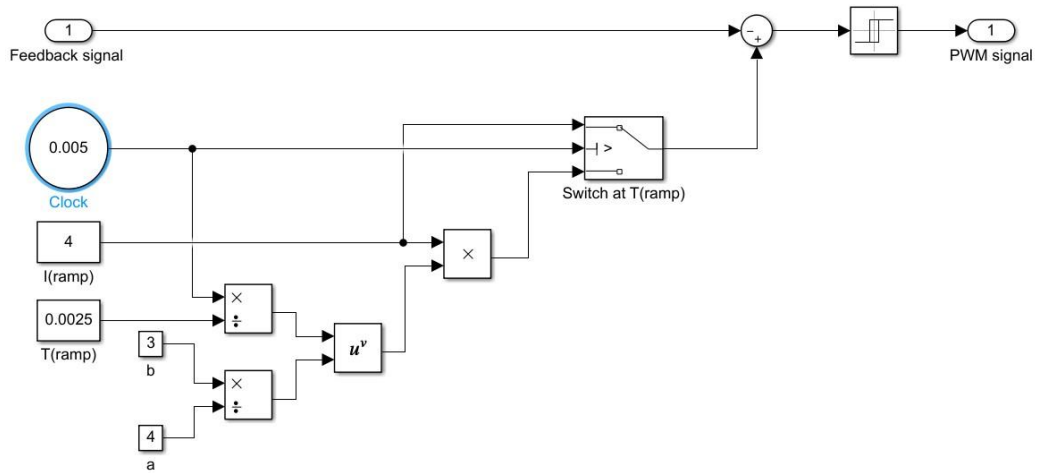 1
Feedback signal
−
+
1
PWM signal
0.005
Clock
>
Switch at T(ramp)
4
I(ramp)
×
0.0025
T(ramp)
×
÷
3
b
uᵛ
×
÷
4
a